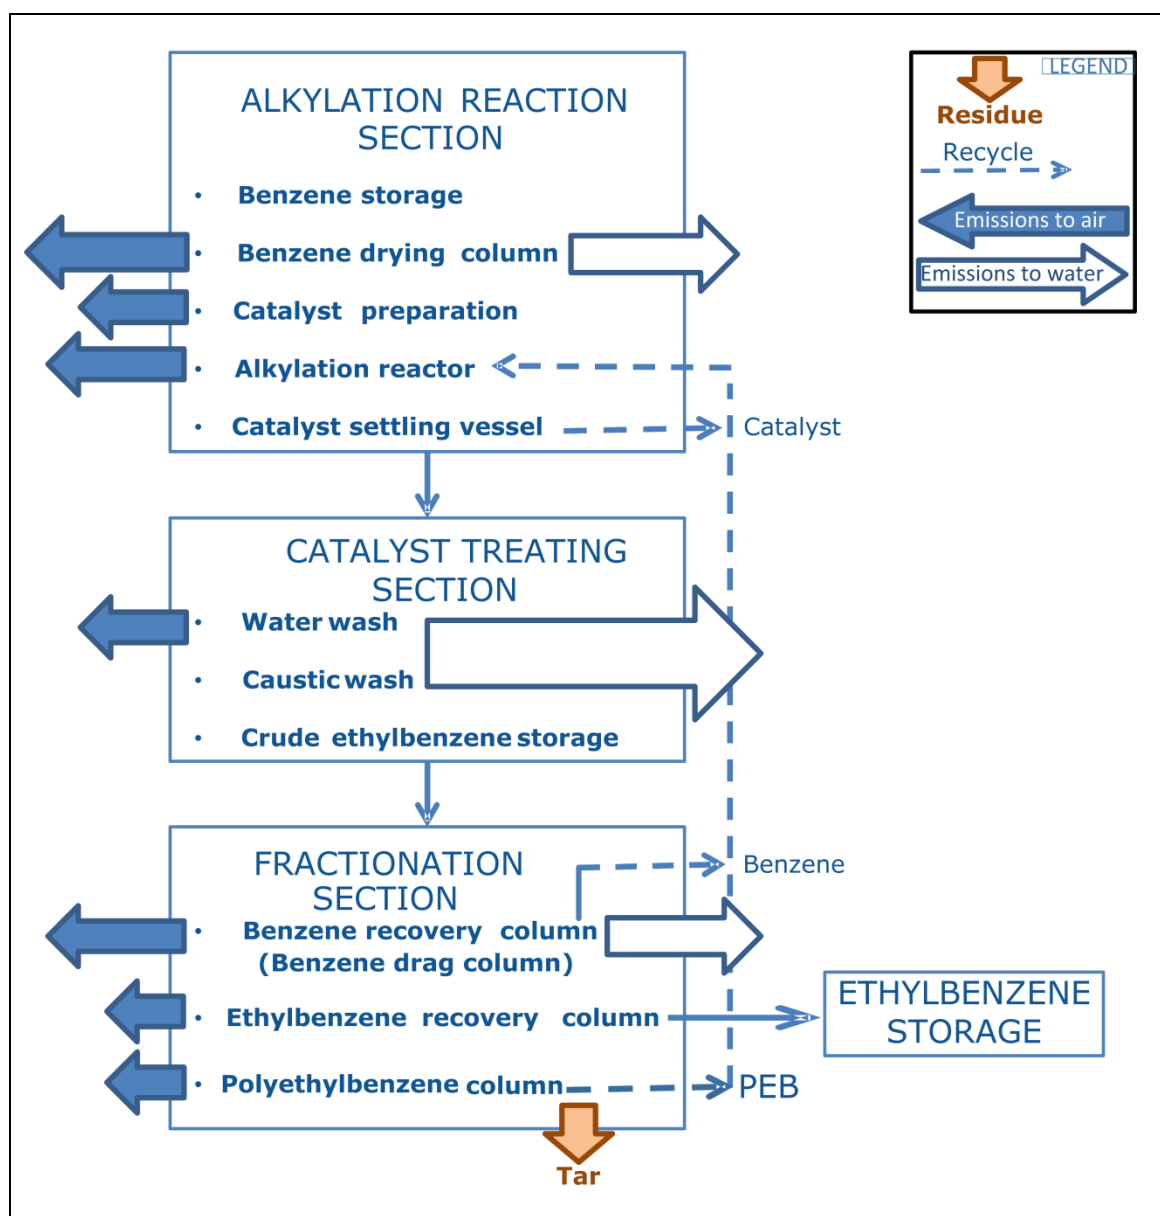 ALKYLATION REACTION
SECTION
• Benzene storage
• Benzene drying column
• Catalyst preparation
• Alkylation reactor
• Catalyst settling vessel
Catalyst
LEGEND
Residue
Recycle
Emissions to air
Emissions to water
CATALYST TREATING
SECTION
• Water wash
• Caustic wash
• Crude ethylbenzene storage
FRACTIONATION
SECTION
Benzene
• Benzene recovery column
(Benzene drag column)
• Ethylbenzene recovery column
• Polyethylbenzene column
PEB
ETHYLBENZENE
STORAGE
Tar